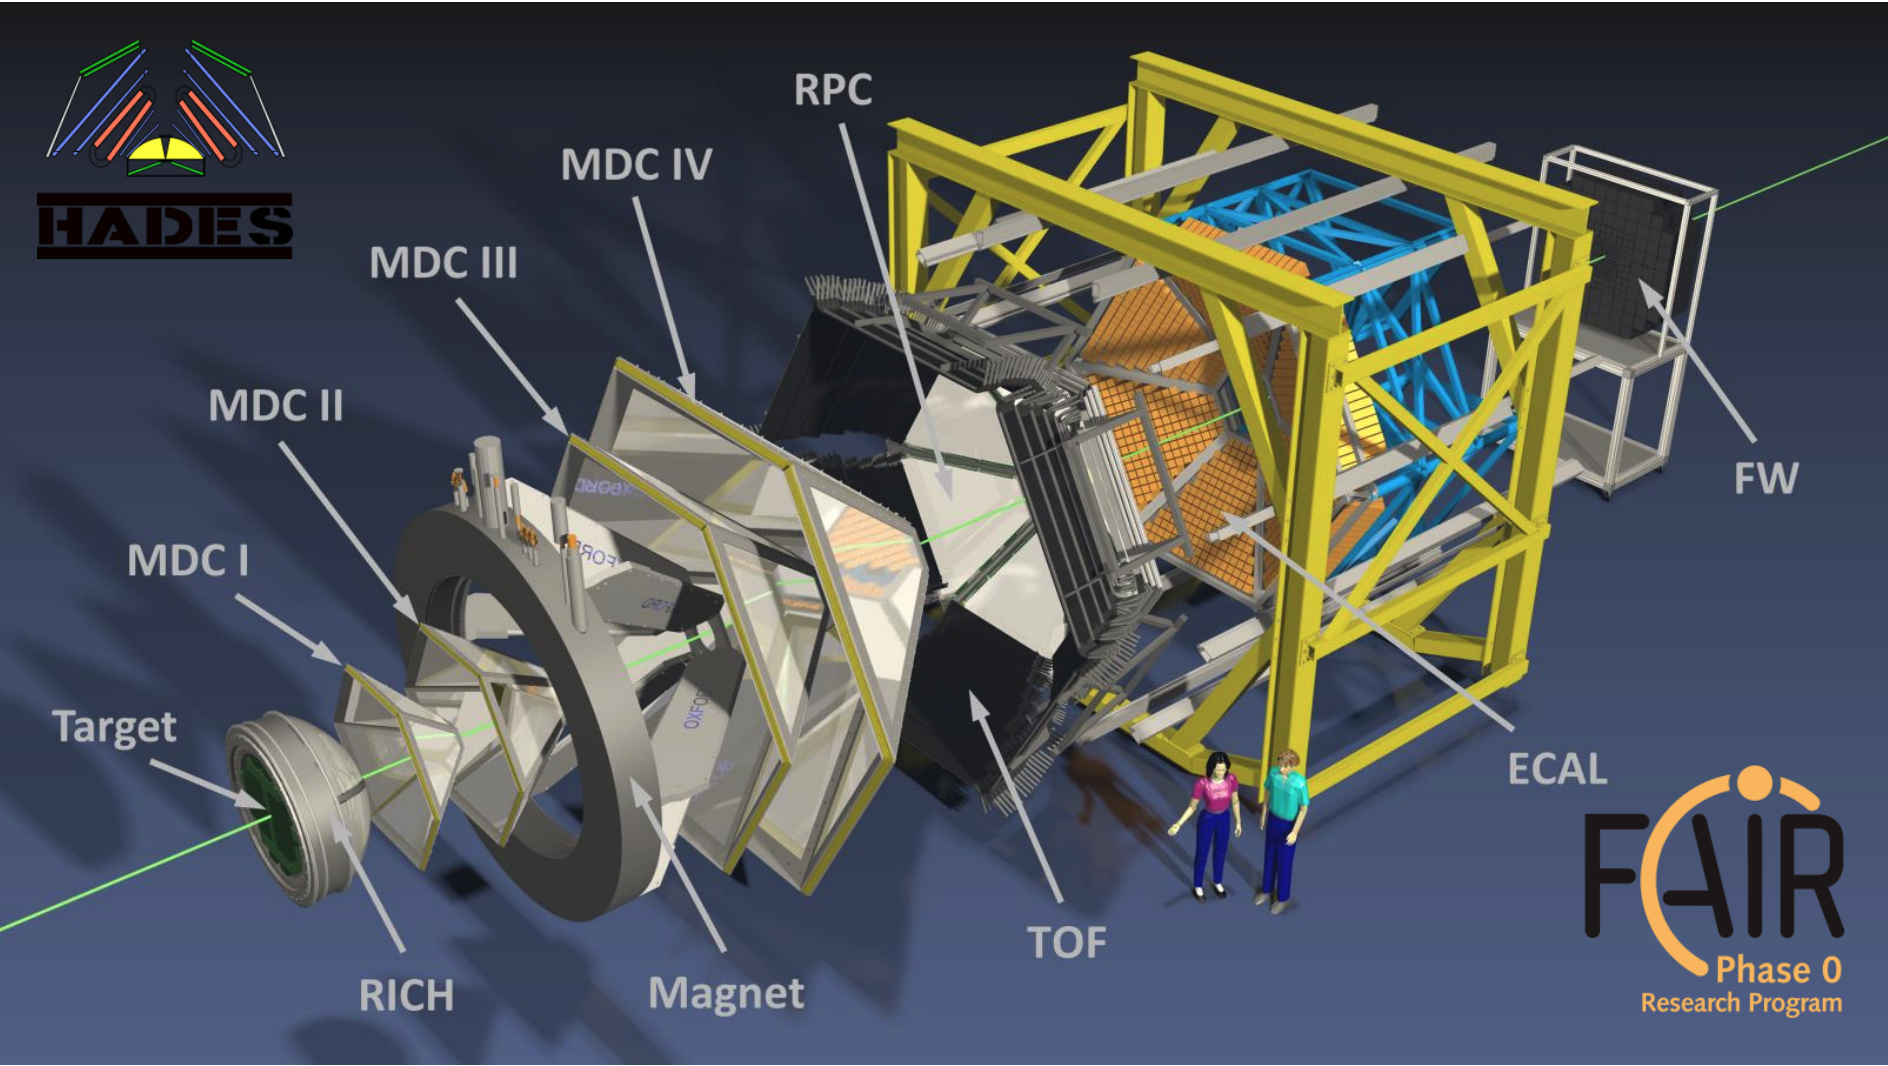 HADES
RPC
MDC IV
MDC III
MDC II
MDC I
Target
RICH
Magnet
TOF
ECAL
FW
OXFORD
FAIR
Phase 0
Research Program